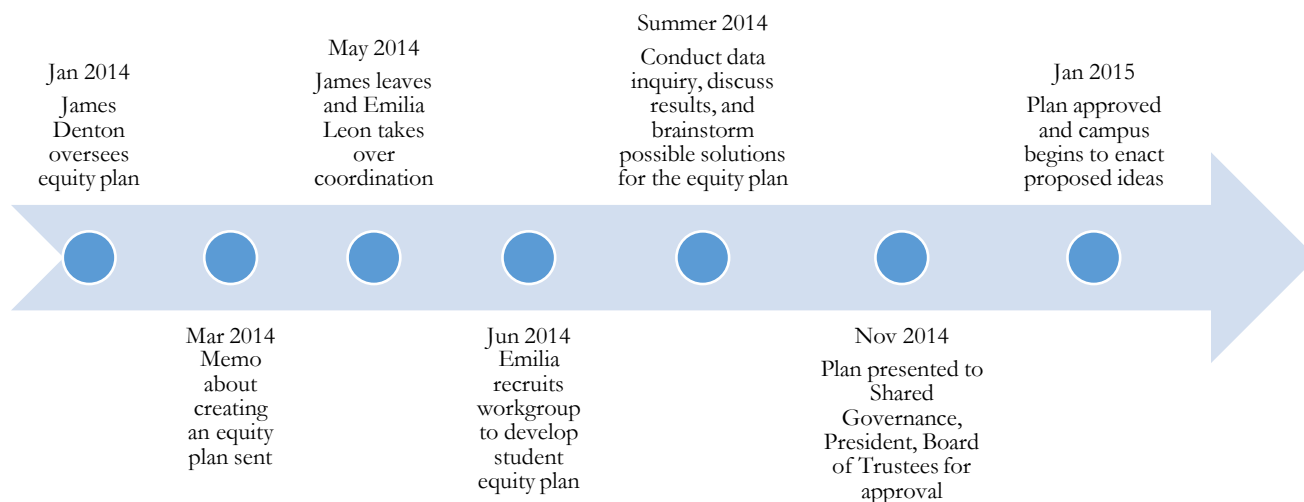 Jan 2014
James
Denton
oversees
equity plan
Mar 2014
Memo
about
creating
an equity
plan sent
May 2014
James leaves
and Emilia
Leon takes
over
coordination
Jun 2014
Emilia
recruits
workgroup
to develop
student
equity plan
Summer 2014
Conduct data
inquiry, discuss
results, and
brainstorm
possible solutions
for the equity plan
Nov 2014
Plan presented to
Shared
Governance,
President, Board
of Trustees for
approval
Jan 2015
Plan approved
and campus
begins to enact
proposed ideas